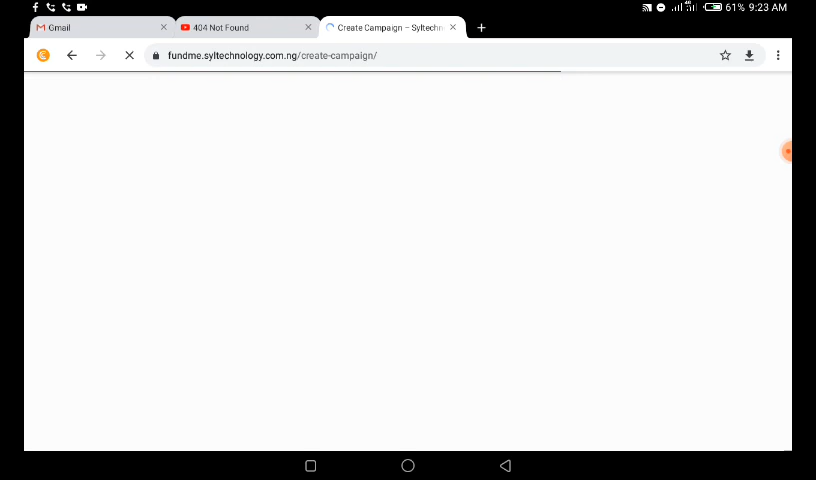 61% 9:23 AM
Gmail
404 Not Found
Create Campaign – Syltechn
fundme.syltechnology.com.ng/create-campaign/